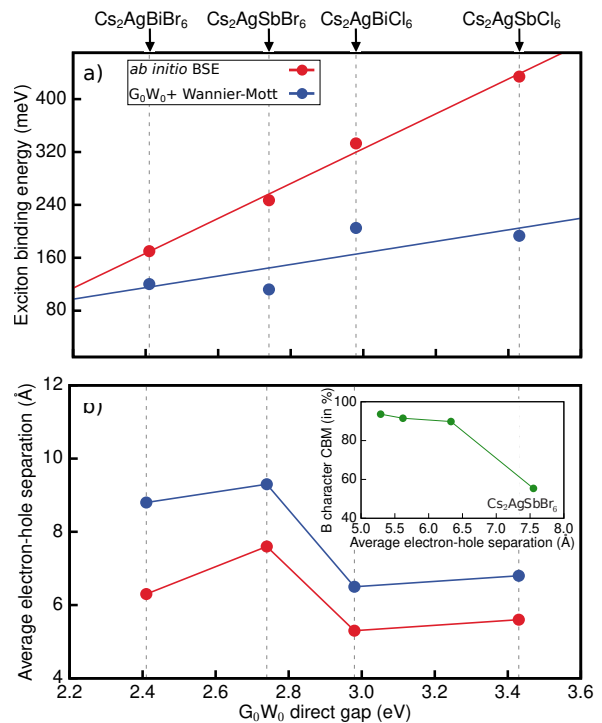 Cs₂AgBiBr₆ Cs₂AgSbBr₆ Cs₂AgBiCl₆ Cs₂AgSbCl₆
a)
ab initio BSE
G₀W₀+ Wannier-Mott
Exciton binding energy (meV)
400
320
240
160
80
b)
Average electron-hole separation (Å)
12
10
8
6
4
B character CBM (in %)
100
80
60
40
Cs₂AgSbBr₆
5.0 5.5 6.0 6.5 7.0 7.5 8.0
Average electron-hole separation (Å)
2.2 2.4 2.6 2.8 3.0 3.2 3.4 3.6
G₀W₀ direct gap (eV)